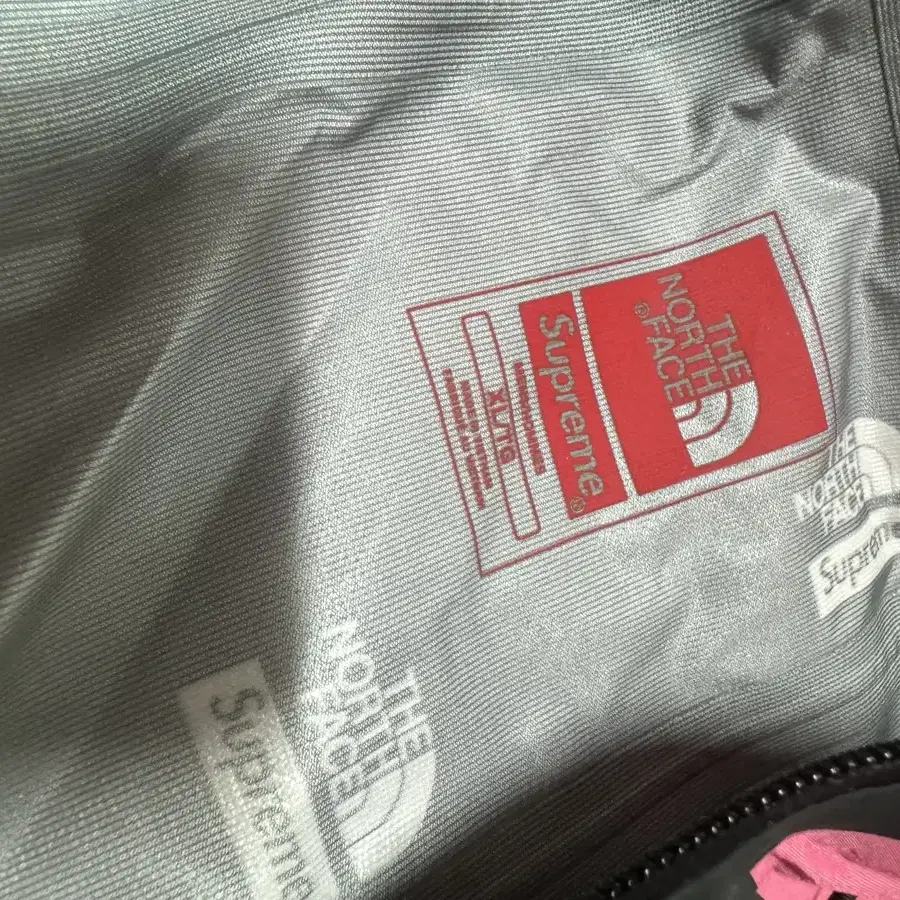 THE
NORTH
FACE®
Supreme®
XL/TG
THE
NORTH
FACE
Supreme
THE
NORTH
FACE
Supreme